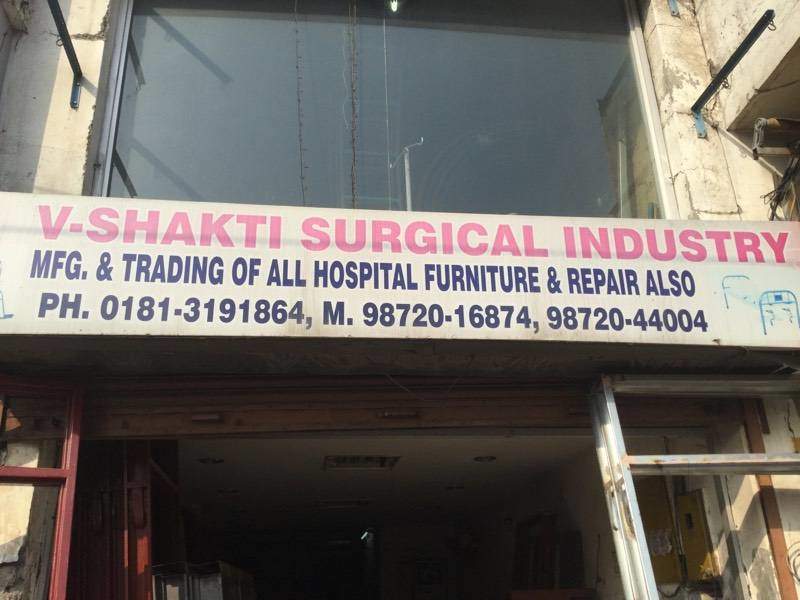 V-SHAKTI SURGICAL INDUSTRY
MFG. & TRADING OF ALL HOSPITAL FURNITURE & REPAIR ALSO
PH. 0181-3191864, M. 98720-16874, 98720-44004